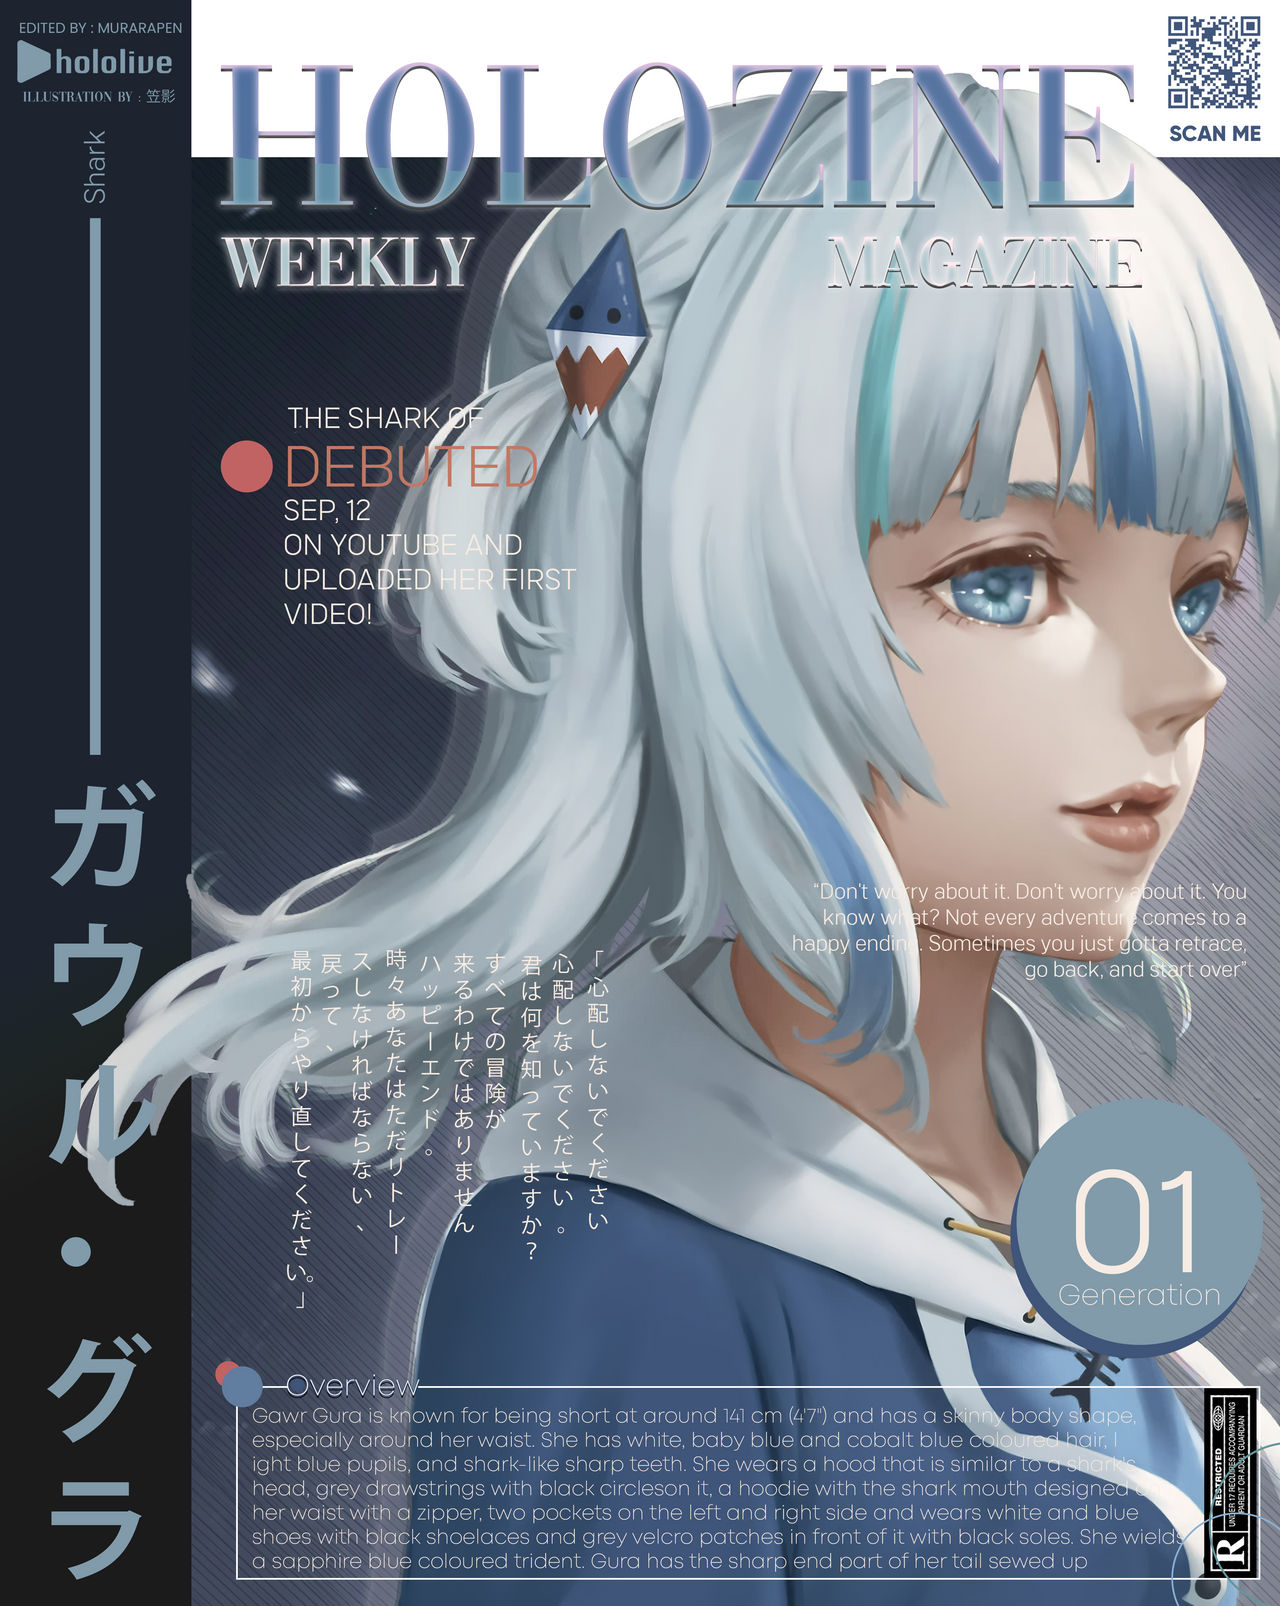 EDITED BY : MURARAPEN
hololive
ILLUSTRATION BY : 笠影
Shark
ガウル・グラ
HOLOZINE
WEEKLY
MAGAZINE
SCAN ME
THE SHARK OF
DEBUTED
SEP, 12
ON YOUTUBE AND
UPLOADED HER FIRST
VIDEO!
“Don't worry about it. Don't worry about it. You
know what? Not every adventure comes to a
happy ending. Sometimes you just gotta retrace,
go back, and start over”
「心配しないでください
心配しないでください。
君は何を知っていますか?
すべての冒険が
来るわけではありません
ハッピーエンド。
時々あなたはただリトレー
スしなければならない、
戻って、
最初からやり直してください。」
01
Generation
Overview
Gawr Gura is known for being short at around 141 cm (4'7") and has a skinny body shape,
especially around her waist. She has white, baby blue and cobalt blue coloured hair, l
ight blue pupils, and shark-like sharp teeth. She wears a hood that is similar to a shark's
head, grey drawstrings with black circleson it, a hoodie with the shark mouth designed
her waist with a zipper, two pockets on the left and right side and wears white and blue
shoes with black shoelaces and grey velcro patches in front of it with black soles. She wields
a sapphire blue coloured trident. Gura has the sharp end part of her tail sewed up
R
RESTRICTED
UNDER 17 REQUIRES ACCOMPANYING
PARENT OR ADULT GUARDIAN